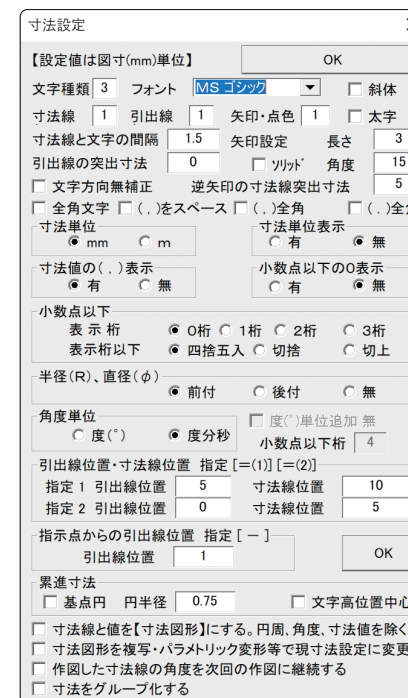 寸法設定
【設定値は図寸(mm)単位】 OK
文字種類 3 フォント MS ゴシック 斜体
寸法線 1 引出線 1 矢印・点色 1 太字
寸法線と文字の間隔 1.5 矢印設定 長さ 3
引出線の突出寸法 0 ソリッド 角度 15
文字方向無補正 逆矢印の寸法線突出寸法 5
全角文字 ( , )をスペース ( , )全角 ( . )全
寸法単位 寸法単位表示
mm m 有 無
寸法値の( , )表示 小数点以下の0表示
有 無 有 無
小数点以下
表示桁 0桁 1桁 2桁 3桁
表示桁以下 四捨五入 切捨 切上
半径(R)、直径(φ)
前付 後付 無
角度単位 度(°)単位追加 無
度(°) 度分秒 小数点以下桁 4
引出線位置・寸法線位置 指定 [=(1)] [=(2)]
指定 1 引出線位置 5 寸法線位置 10
指定 2 引出線位置 0 寸法線位置 5
指示点からの引出線位置 指定 [ - ]
引出線位置 1 OK
累進寸法
基点円 円半径 0.75 文字高位置中心
寸法線と値を【寸法図形】にする。円周、角度、寸法値を除く
寸法図形を複写・パラメトリック変形等で現寸法設定に変更
作図した寸法線の角度を次回の作図に継続する
寸法をグループ化する